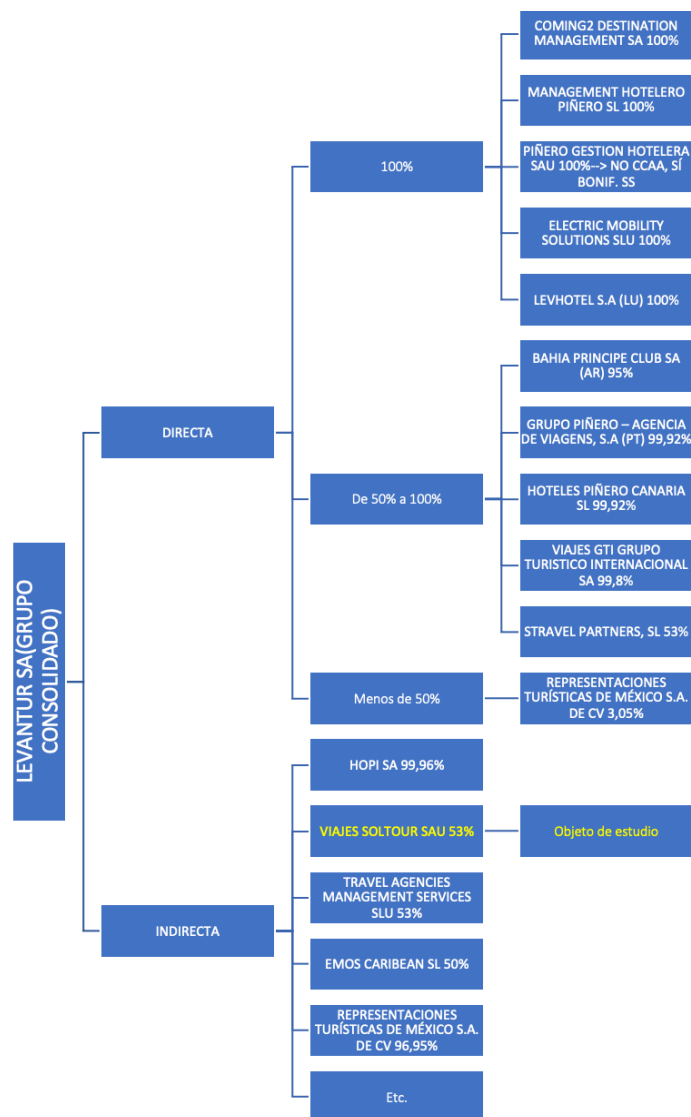 COMING2 DESTINATION
MANAGEMENT SA 100%
MANAGEMENT HOTELERO
PIÑERO SL 100%
100%
PIÑERO GESTION HOTELERA
SAU 100%--> NO CCAA, SÍ
BONIF. SS
ELECTRIC MOBILITY
SOLUTIONS SLU 100%
LEVHOTEL S.A (LU) 100%
BAHIA PRINCIPE CLUB SA
(AR) 95%
DIRECTA
GRUPO PIÑERO – AGENCIA
DE VIAGENS, S.A (PT) 99,92%
De 50% a 100%
HOTELES PIÑERO CANARIA
SL 99,92%
VIAJES GTI GRUPO
TURISTICO INTERNACIONAL
SA 99,8%
STRAVEL PARTNERS, SL 53%
LEVANTUR SA(GRUPO
CONSOLIDADO)
Menos de 50%
REPRESENTACIONES
TURÍSTICAS DE MÉXICO S.A.
DE CV 3,05%
HOPI SA 99,96%
VIAJES SOLTOUR SAU 53%
Objeto de estudio
TRAVEL AGENCIES
MANAGEMENT SERVICES
SLU 53%
INDIRECTA
EMOS CARIBEAN SL 50%
REPRESENTACIONES
TURÍSTICAS DE MÉXICO S.A.
DE CV 96,95%
Etc.